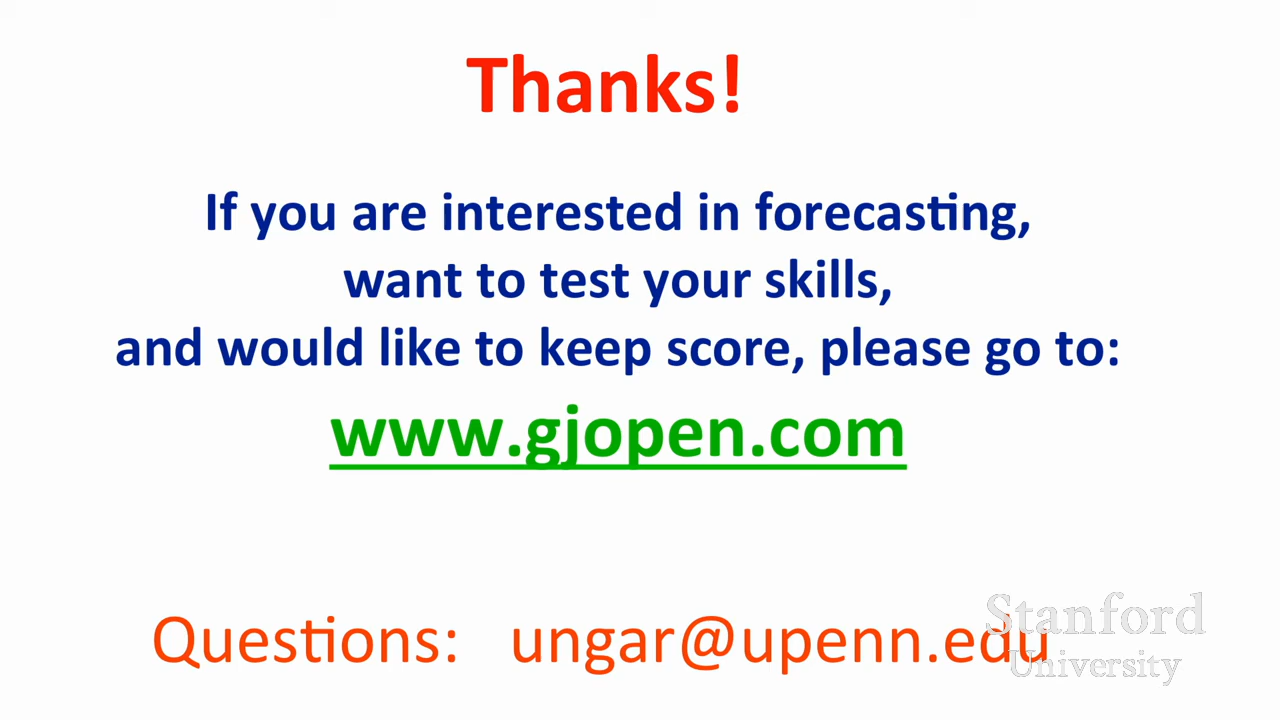 Thanks!
If you are interested in forecasting,
want to test your skills,
and would like to keep score, please go to:
www.gjopen.com
Questions: ungar@upenn.edu
Stanford
University